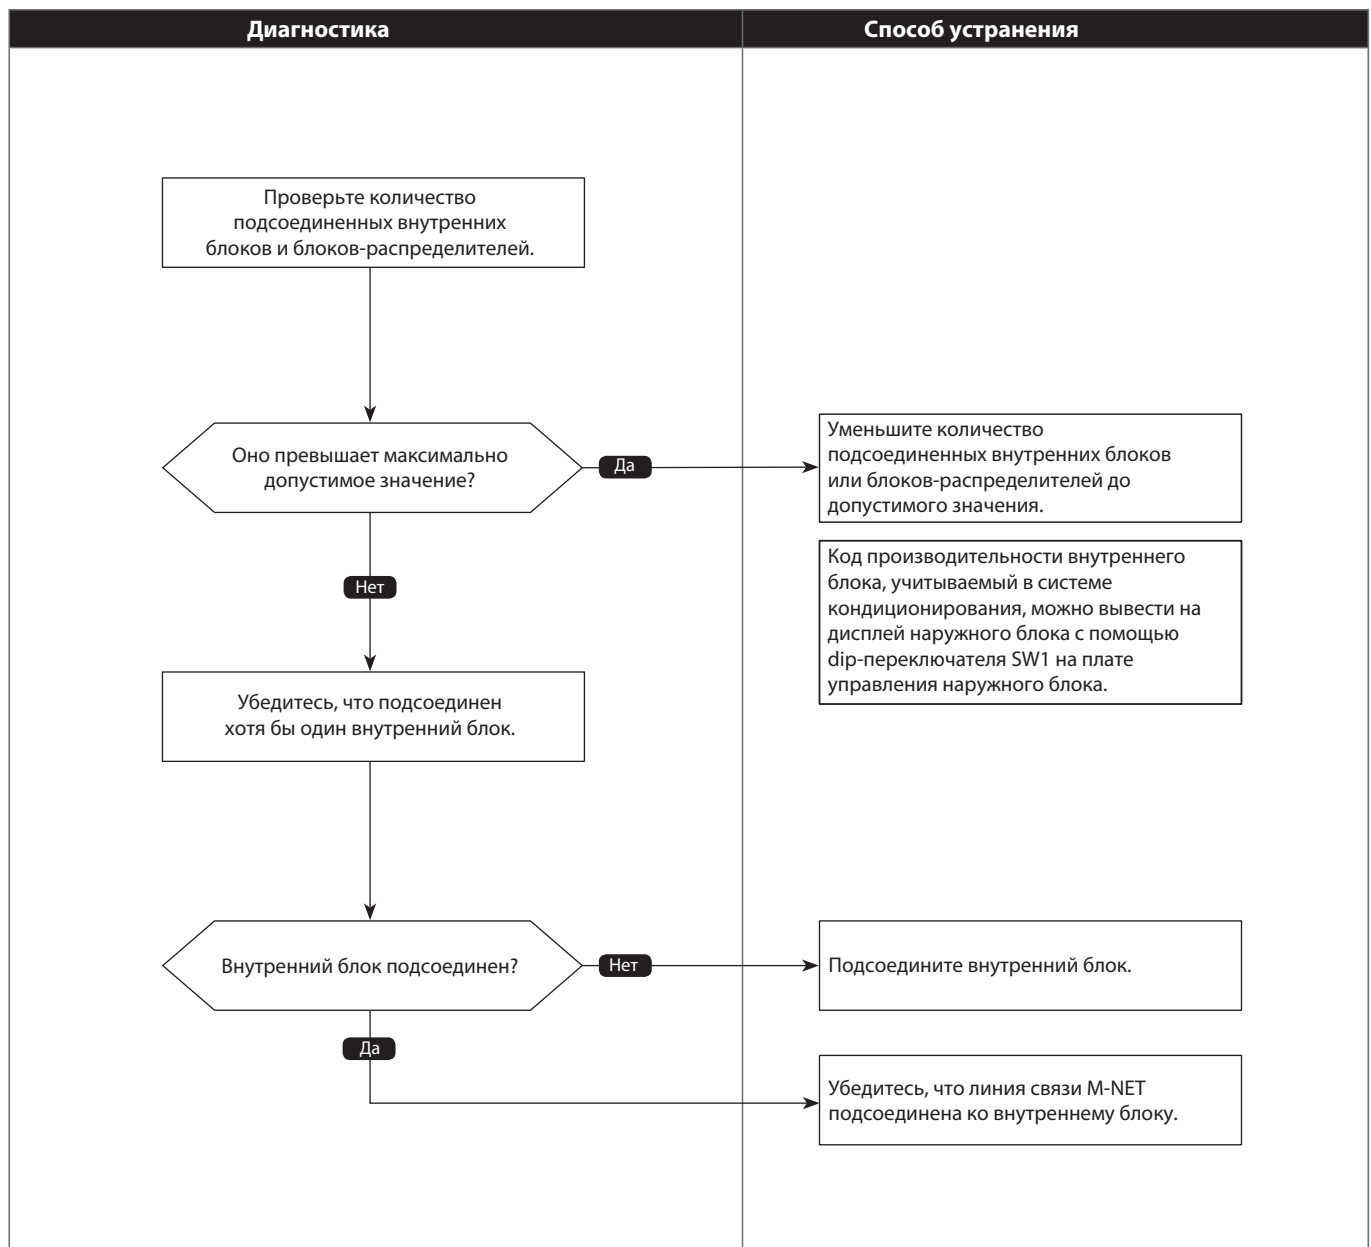 Диагностика
Способ устранения
Проверьте количество
подсоединенных внутренних
блоков и блоков-распределителей.
Оно превышает максимально
допустимое значение?
Да
Уменьшите количество
подсоединенных внутренних блоков
или блоков-распределителей до
допустимого значения.
Код производительности внутреннего
блока, учитываемый в системе
кондиционирования, можно вывести на
дисплей наружного блока с помощью
dip-переключателя SW1 на плате
управления наружного блока.
Нет
Убедитесь, что подсоединен
хотя бы один внутренний блок.
Внутренний блок подсоединен?
Нет
Подсоедините внутренний блок.
Да
Убедитесь, что линия связи M-NET
подсоединена ко внутреннему блоку.